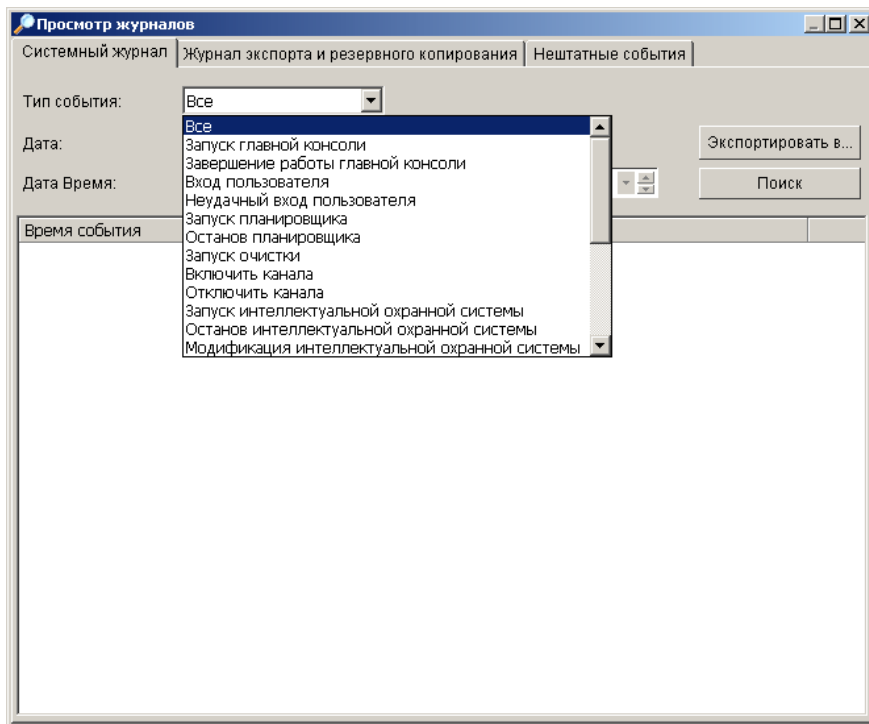 Просмотр журналов
Системный журнал Журнал экспорта и резервного копирования Нештатные события
Тип события: Все
Все
Запуск главной консоли
Дата: Экспортировать в...
Завершение работы главной консоли
Дата Время: Вход пользователя Поиск
Неудачный вход пользователя
Запуск планировщика
Время события Останов планировщика
Запуск очистки
Включить канала
Отключить канала
Запуск интеллектуальной охранной системы
Останов интеллектуальной охранной системы
Модификация интеллектуальной охранной системы